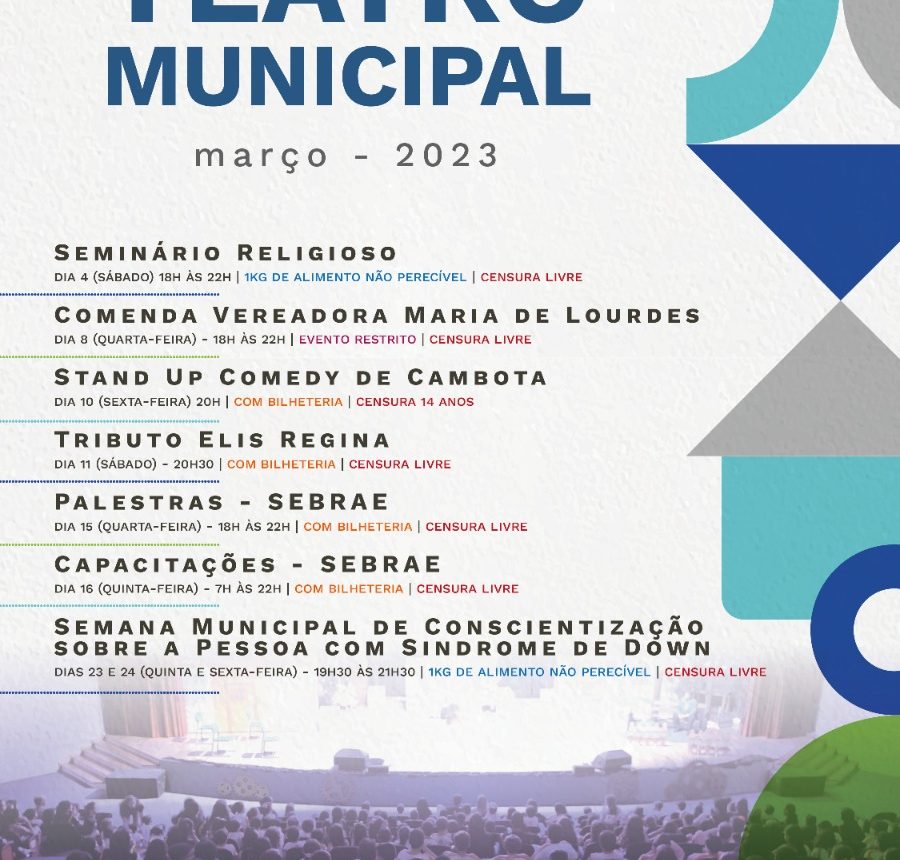 TEATRO
MUNICIPAL
março - 2023
Seminário Religioso
DIA 4 (SÁBADO) 18H ÀS 22H | 1KG DE ALIMENTO NÃO PERECÍVEL | CENSURA LIVRE
Comenda Vereadora Maria de Lourdes
DIA 8 (QUARTA-FEIRA) - 18H ÀS 22H | EVENTO RESTRITO | CENSURA LIVRE
Stand Up Comedy de Cambota
DIA 10 (SEXTA-FEIRA) 20H | COM BILHETERIA | CENSURA 14 ANOS
Tributo Elis Regina
DIA 11 (SÁBADO) - 20H30 | COM BILHETERIA | CENSURA LIVRE
Palestras - SEBRAE
DIA 15 (QUARTA-FEIRA) - 18H ÀS 22H | COM BILHETERIA | CENSURA LIVRE
Capacitações - SEBRAE
DIA 16 (QUINTA-FEIRA) - 7H ÀS 22H | COM BILHETERIA | CENSURA LIVRE
Semana Municipal de Conscientização
sobre a Pessoa com Sindrome de Down
DIAS 23 E 24 (QUINTA E SEXTA-FEIRA) - 19H30 ÀS 21H30 | 1KG DE ALIMENTO NÃO PERECÍVEL | CENSURA LIVRE